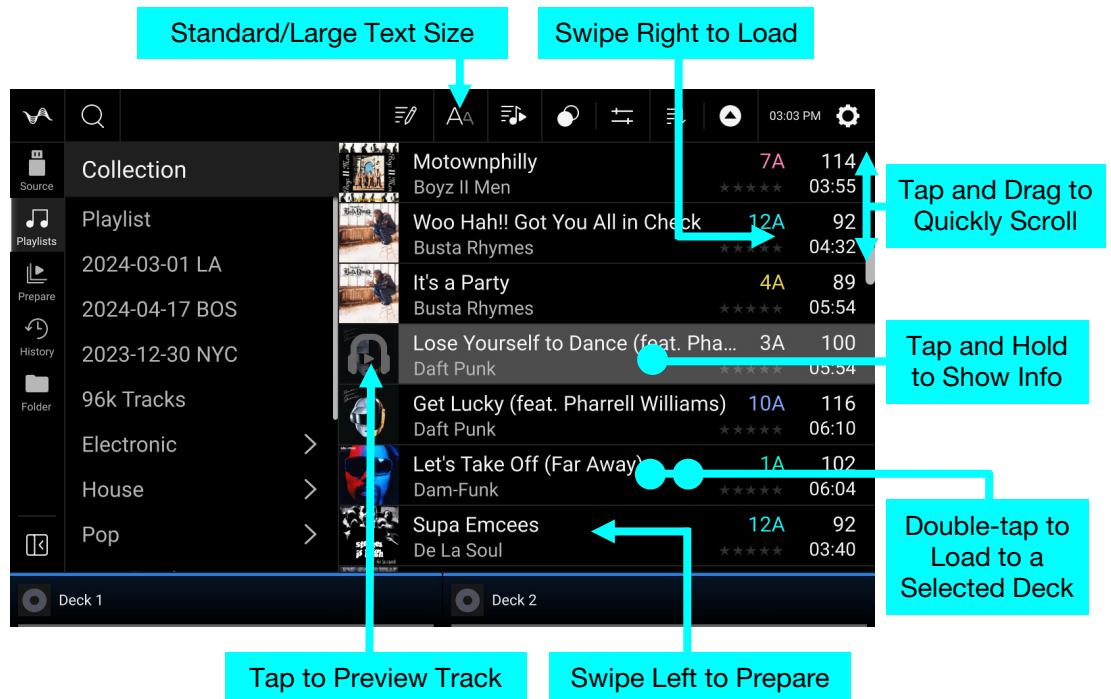 Standard/Large Text Size
Swipe Right to Load
AA
03:03 PM
Source
Playlists
Prepare
History
Folder
Collection
Playlist
2024-03-01 LA
2024-04-17 BOS
2023-12-30 NYC
96k Tracks
Electronic
House
Pop
Motownphilly 7A 114
Boyz II Men 03:55
Woo Hah!! Got You All in Check 12A 92
Busta Rhymes 04:32
It's a Party 4A 89
Busta Rhymes 05:54
Lose Yourself to Dance (feat. Pha... 3A 100
Daft Punk 05:54
Get Lucky (feat. Pharrell Williams) 10A 116
Daft Punk 06:10
Let's Take Off (Far Away) 1A 102
Dam-Funk 06:04
Supa Emcees 12A 92
De La Soul 03:40
Tap and Drag to
Quickly Scroll
Tap and Hold
to Show Info
Double-tap to
Load to a
Selected Deck
Deck 1
Deck 2
Tap to Preview Track
Swipe Left to Prepare